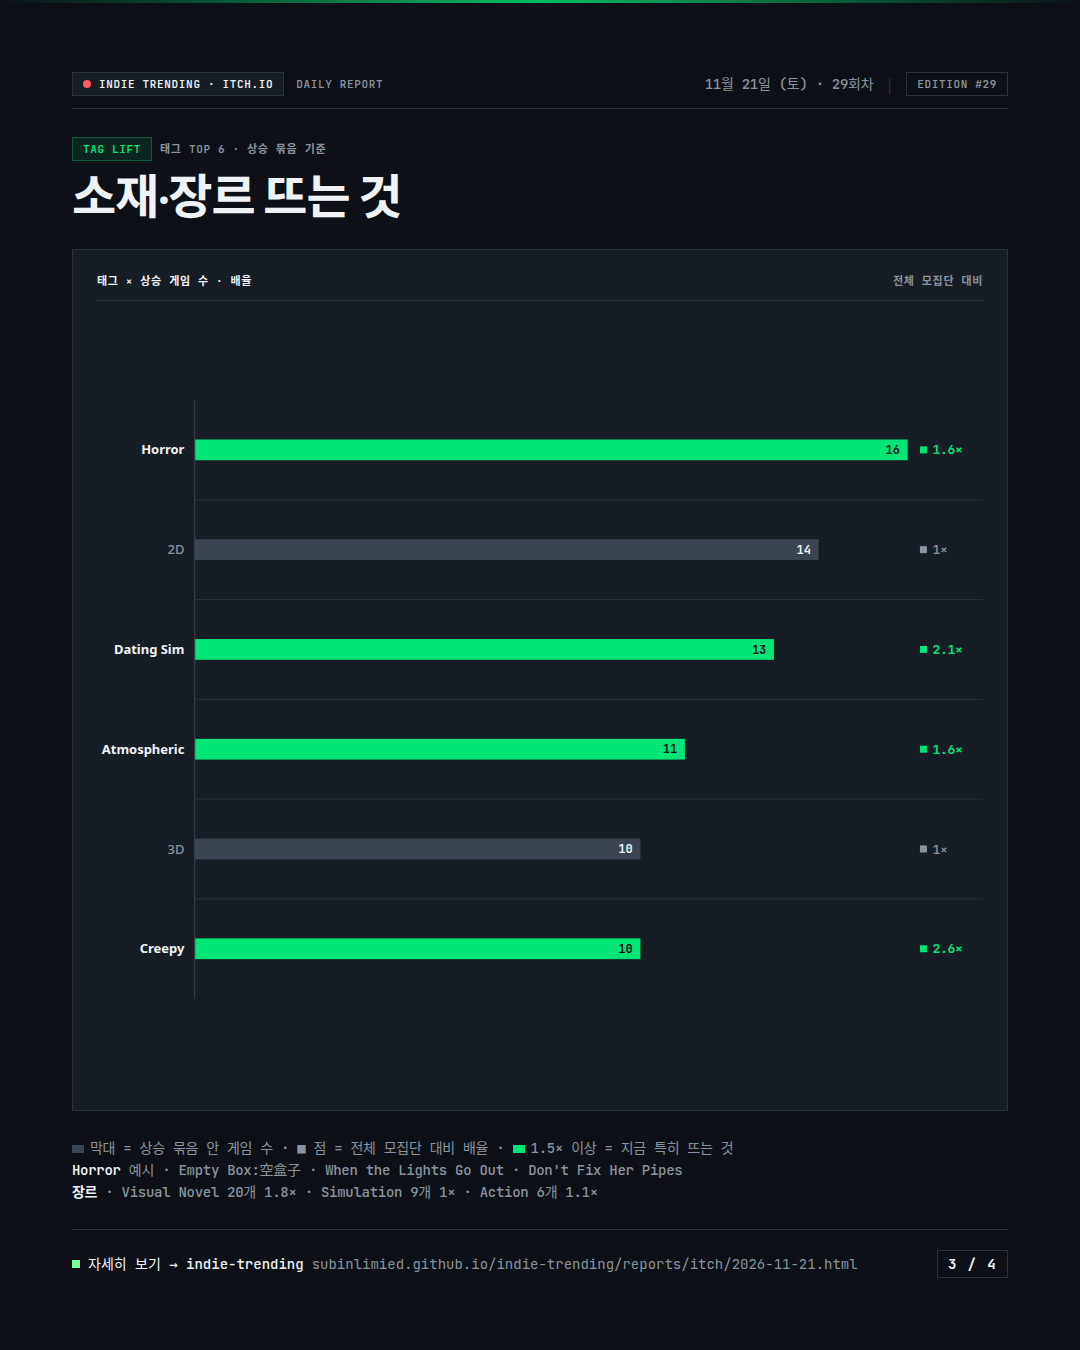 INDIE TRENDING · ITCH.IO DAILY REPORT 11월 21일 (토) · 29회차 EDITION #29
TAG LIFT 태그 TOP 6 · 상승 묶음 기준
소재·장르 뜨는 것
태그 × 상승 게임 수 · 배율 전체 모집단 대비
Horror 16 1.6×
2D 14 1×
Dating Sim 13 2.1×
Atmospheric 11 1.6×
3D 10 1×
Creepy 10 2.6×
막대 = 상승 묶음 안 게임 수 · ■ 점 = 전체 모집단 대비 배율 · 1.5× 이상 = 지금 특히 뜨는 것
Horror 예시 · Empty Box:空盒子 · When the Lights Go Out · Don't Fix Her Pipes
장르 · Visual Novel 20개 1.8× · Simulation 9개 1× · Action 6개 1.1×
자세히 보기 → indie-trending subinlimied.github.io/indie-trending/reports/itch/2026-11-21.html 3 / 4